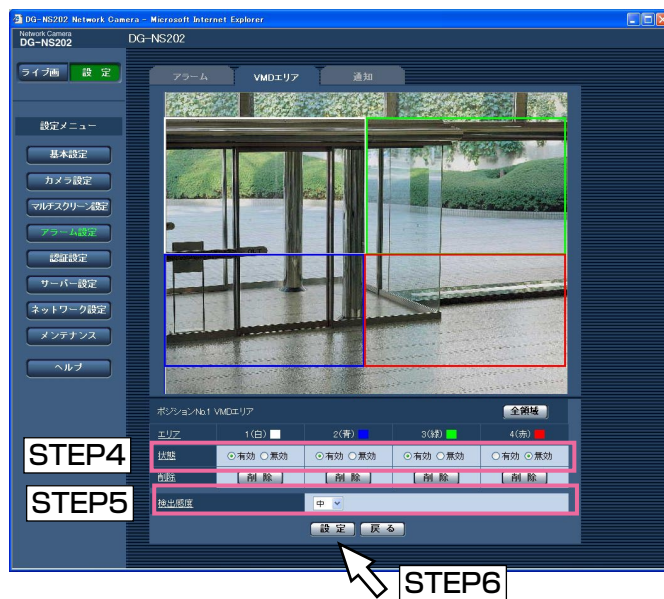 DG-NS202 Network Camera - Microsoft Internet Explorer
Network Camera
DG-NS202
DG-NS202
ライブ画 設 定
アラーム VMDエリア 通知
設定メニュー
基本設定
カメラ設定
マルチスクリーン設定
アラーム設定
認証設定
サーバー設定
ネットワーク設定
メンテナンス
ヘルプ
ポジションNo.1 VMDエリア 全領域
エリア 1(白) 2(青) 3(緑) 4(赤)
STEP4
状態 有効 無効 有効 無効 有効 無効 有効 無効
削除 削 除 削 除 削 除 削 除
STEP5
検出感度 中
設 定 戻 る
STEP6